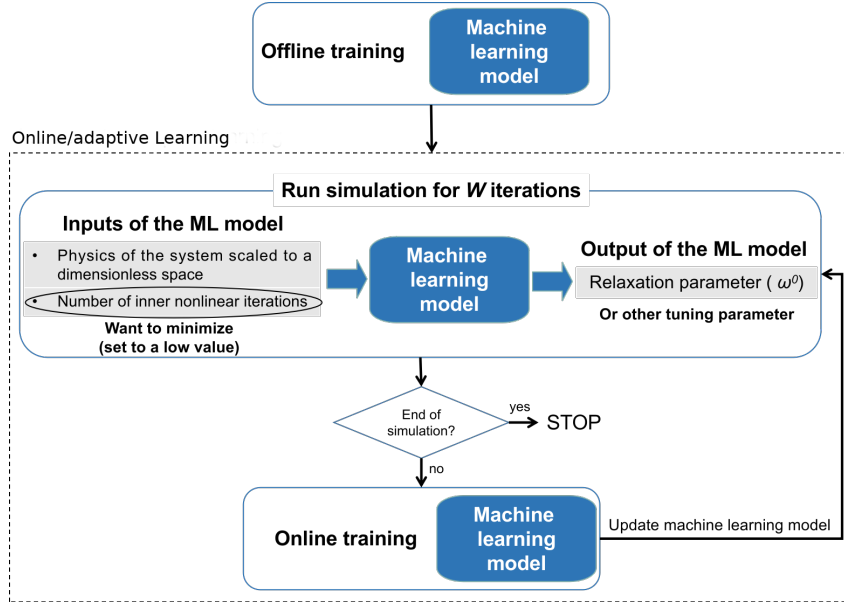 Offline training
Machine
learning
model
Online/adaptive Learning
Run simulation for W iterations
Inputs of the ML model
• Physics of the system scaled to a
dimensionless space
• Number of inner nonlinear iterations
Want to minimize
(set to a low value)
Machine
learning
model
Output of the ML model
Relaxation parameter ( ω⁰)
Or other tuning parameter
End of
simulation?
yes
STOP
no
Online training
Machine
learning
model
Update machine learning model